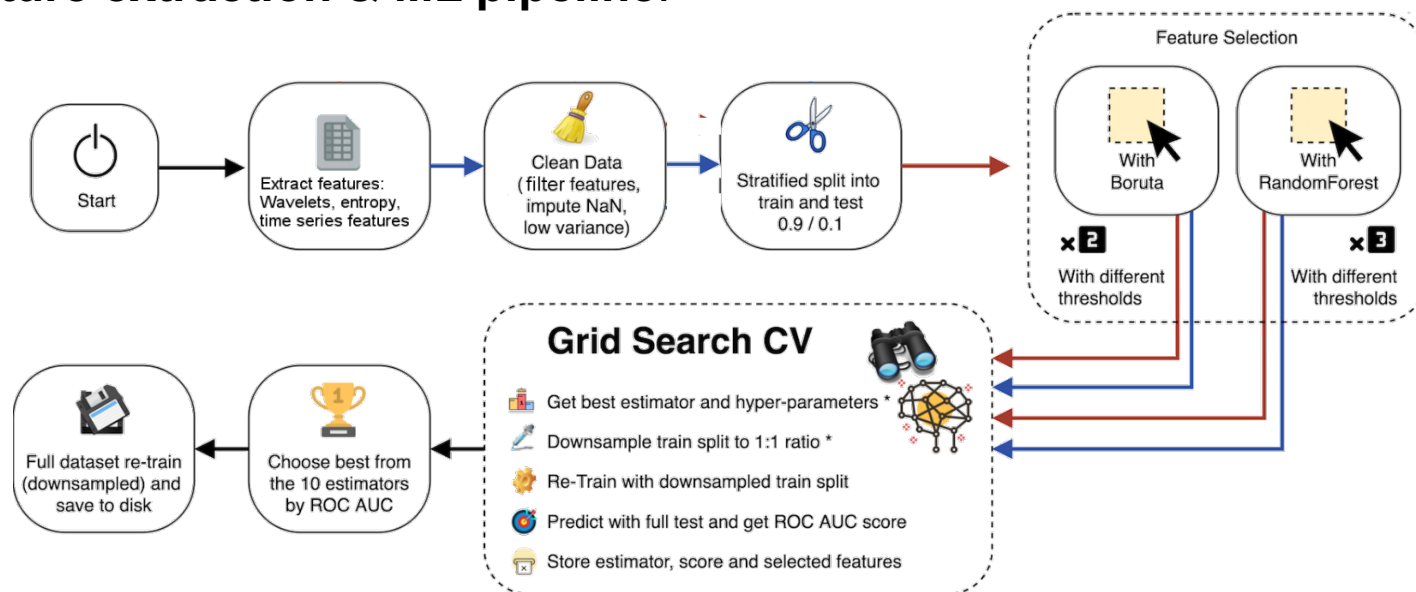 extraction & ML pipeline.
Feature Selection
Start
Extract features:
Wavelets, entropy,
time series features
Clean Data
(filter features,
impute NaN,
low variance)
Stratified split into
train and test
0.9 / 0.1
With
Boruta
With
RandomForest
x 2
With different
thresholds
x 3
With different
thresholds
Grid Search CV
Get best estimator and hyper-parameters *
Downsample train split to 1:1 ratio *
Re-Train with downsampled train split
Predict with full test and get ROC AUC score
Store estimator, score and selected features
1
Choose best from
the 10 estimators
by ROC AUC
Full dataset re-train
(downsampled) and
save to disk